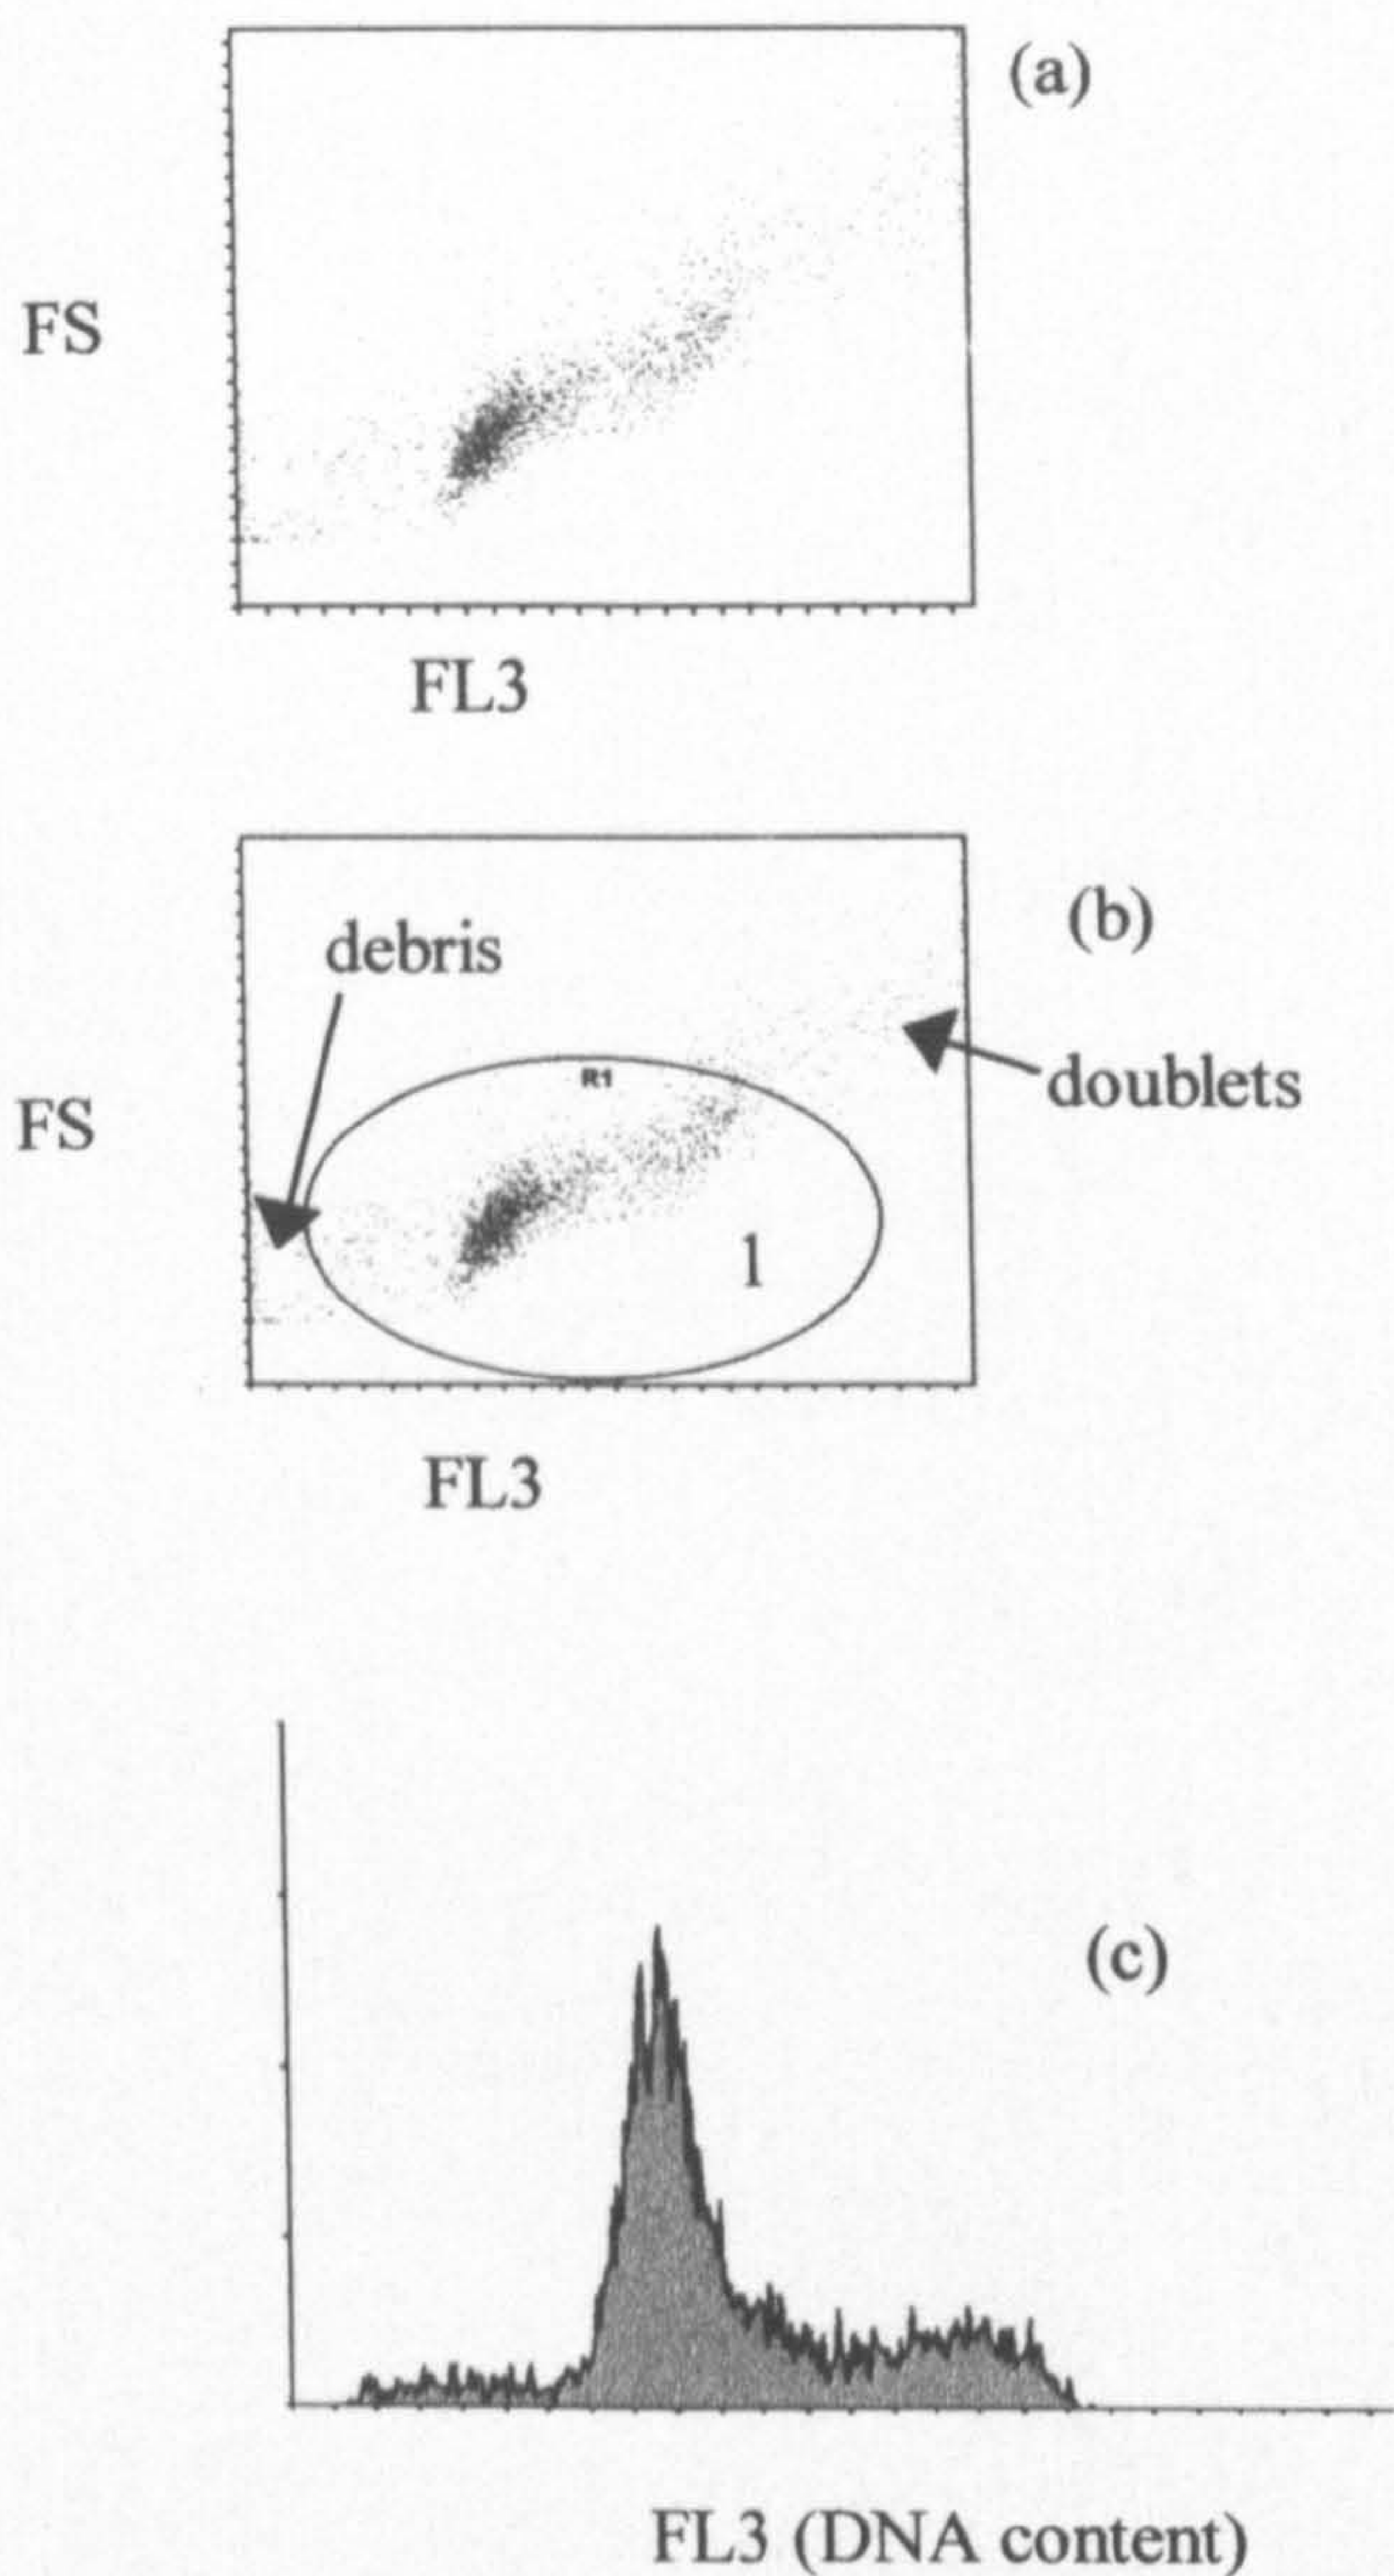 (a)
FS
FL3
debris
(b)
R1
doublets
FS
1
FL3
(c)
FL3 (DNA content)